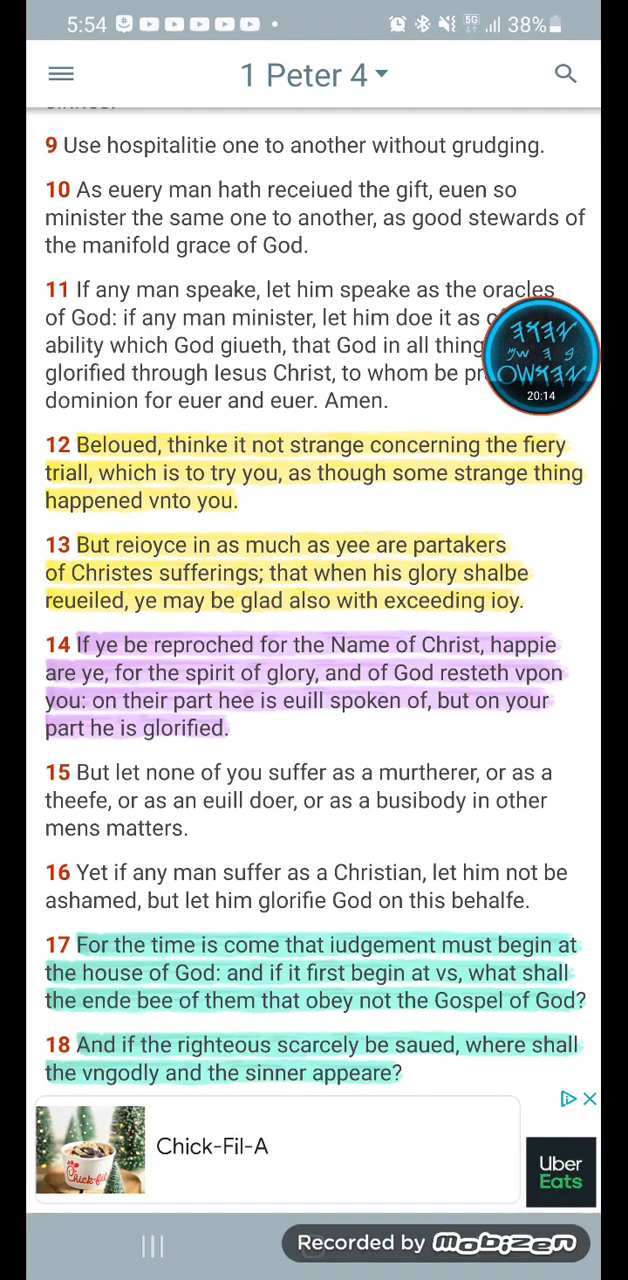 5:54
5G
38%
1 Peter 4
9 Use hospitalitie one to another without grudging.
10 As euery man hath receiued the gift, euen so
minister the same one to another, as good stewards of
the manifold grace of God.
11 If any man speake, let him speake as the oracles
of God: if any man minister, let him doe it as
ability which God giueth, that God in all thing
glorified through Iesus Christ, to whom be pr
dominion for euer and euer. Amen.
20:14
12 Beloued, thinke it not strange concerning the fiery
triall, which is to try you, as though some strange thing
happened vnto you.
13 But reioyce in as much as yee are partakers
of Christes sufferings; that when his glory shalbe
reueiled, ye may be glad also with exceeding ioy.
14 If ye be reproched for the Name of Christ, happie
are ye, for the spirit of glory, and of God resteth vpon
you: on their part hee is euill spoken of, but on your
part he is glorified.
15 But let none of you suffer as a murtherer, or as a
theefe, or as an euill doer, or as a busibody in other
mens matters.
16 Yet if any man suffer as a Christian, let him not be
ashamed, but let him glorifie God on this behalfe.
17 For the time is come that iudgement must begin at
the house of God: and if it first begin at vs, what shall
the ende bee of them that obey not the Gospel of God?
18 And if the righteous scarcely be saued, where shall
the vngodly and the sinner appeare?
Chick-Fil-A
Uber
Eats
Recorded by Mobizen